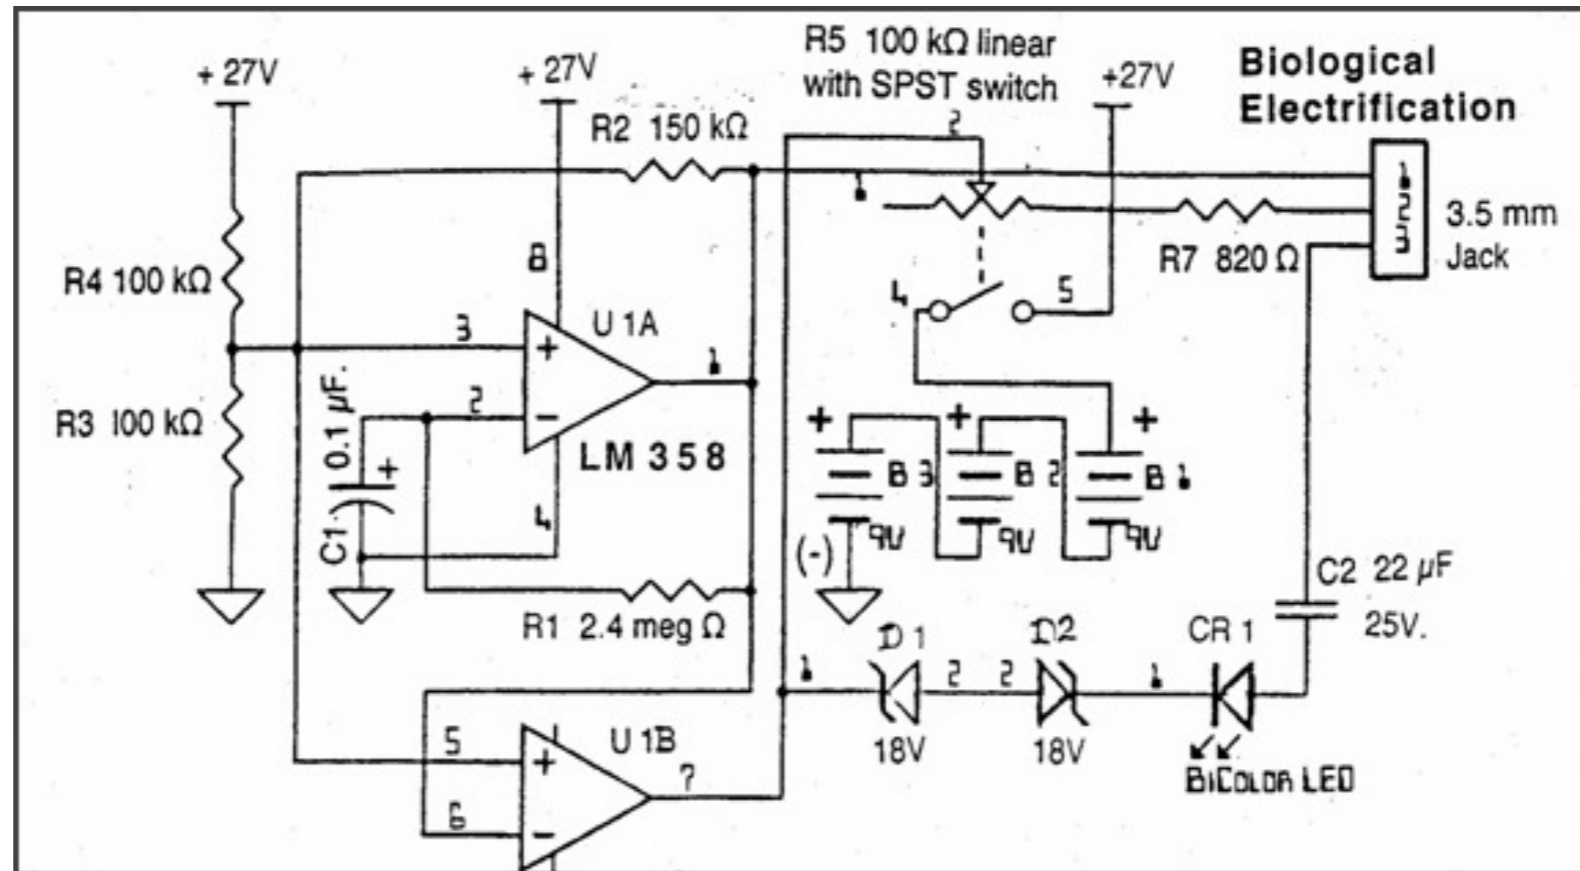 + 27V
+ 27V
R5 100 kΩ linear
with SPST switch
+27V
Biological
Electrification
R2 150 kΩ
2
1
1
2
3
3.5 mm
Jack
R4 100 kΩ
8
R7 820 Ω
4
5
3
U 1A
1
+
R3 l00 kΩ
0.1 µF.
2
−
LM 358
+
C1
4
+
+
+
B 3
B 2
B 1
9V
9V
9V
(-)
R1 2.4 meg Ω
C2 22 µF
25V.
D 1
D2
CR 1
1
2
2
1
18V
18V
BiCOLOR LED
5
U 1B
+
7
6
−